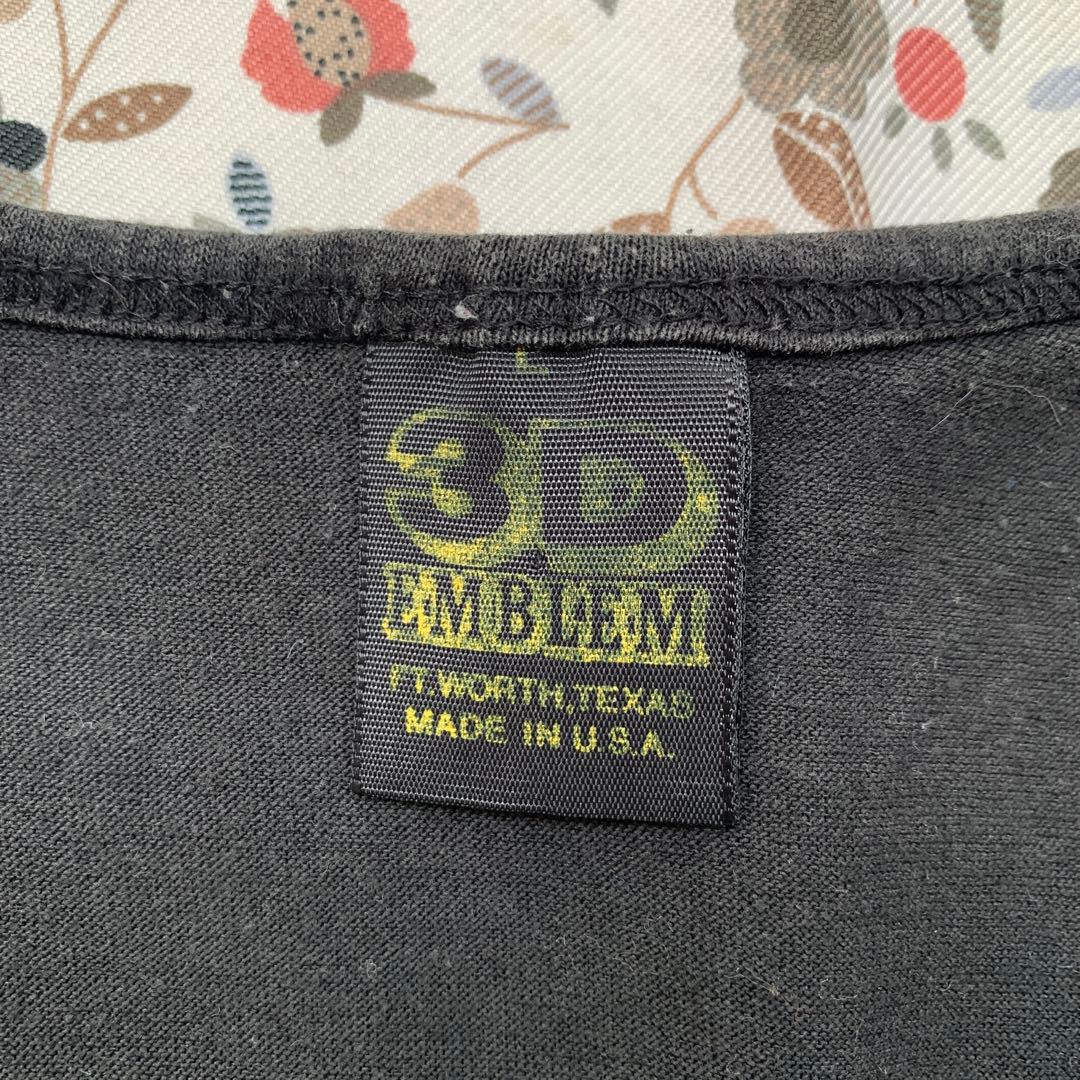 L
3D
EMBLEM
FT.WORTH,TEXAS
MADE IN U.S.A.